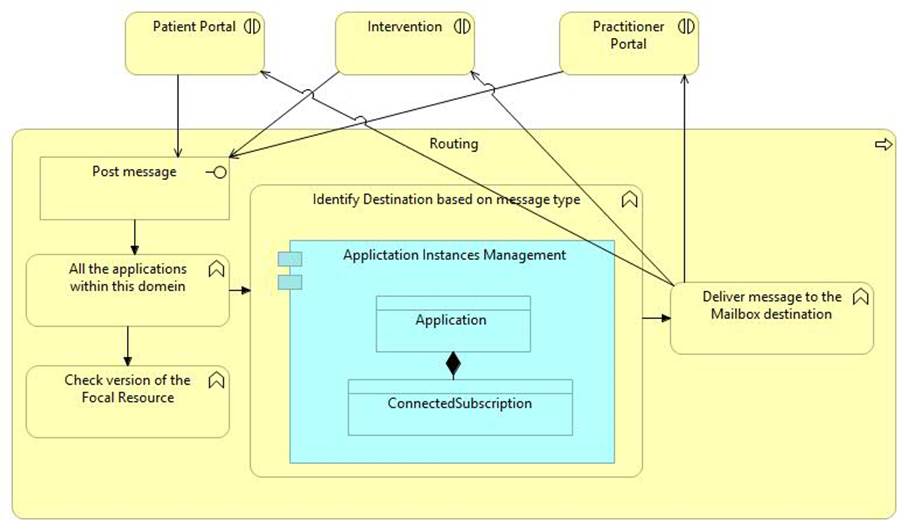 Patient Portal
Intervention
Practitioner
Portal
Routing
Post message
Identify Destination based on message type
All the applications
within this domain
Applictation Instances Management
Application
ConnectedSubscription
Deliver message to the
Mailbox destination
Check version of the
Focal Resource